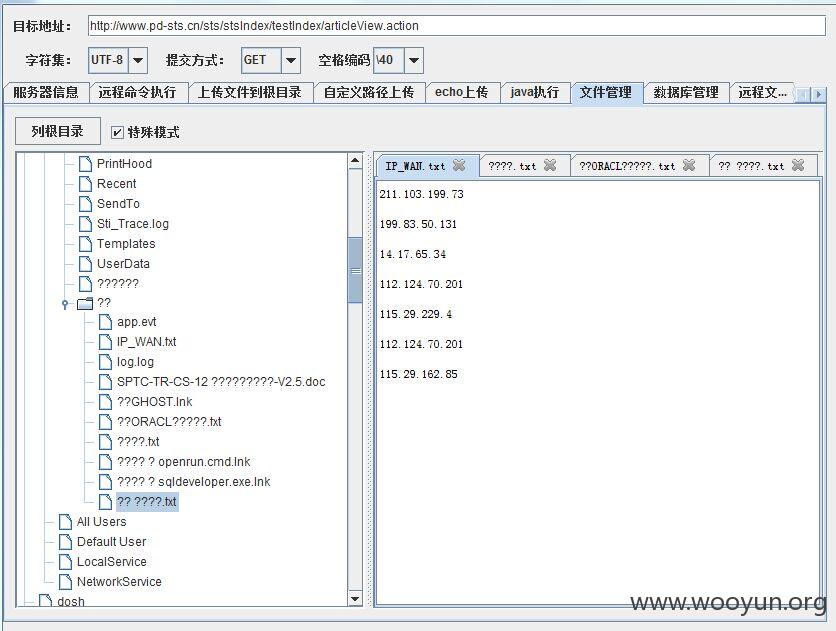 目标地址: http://www.pd-sts.cn/sts/stsIndex/testIndex/articleView.action
字符集: UTF-8 提交方式: GET 空格编码 \40
服务器信息 远程命令执行 上传文件到根目录 自定义路径上传 echo上传 java执行 文件管理 数据库管理 远程文...
列根目录 特殊模式
PrintHood
Recent
SendTo
Sti_Trace.log
Templates
UserData
??????
??
app.evt
IP_WAN.txt
log.log
SPTC-TR-CS-12 ?????????-V2.5.doc
??GHOST.lnk
??ORACL?????.txt
????.txt
???? ? openrun.cmd.lnk
???? ? sqldeveloper.exe.lnk
?? ????.txt
All Users
Default User
LocalService
NetworkService
dosh
IP_WAN.txt ????.txt ??ORACL?????.txt ?? ????.txt
211.103.199.73
199.83.50.131
14.17.65.34
112.124.70.201
115.29.229.4
112.124.70.201
115.29.162.85
www.wooyun.org